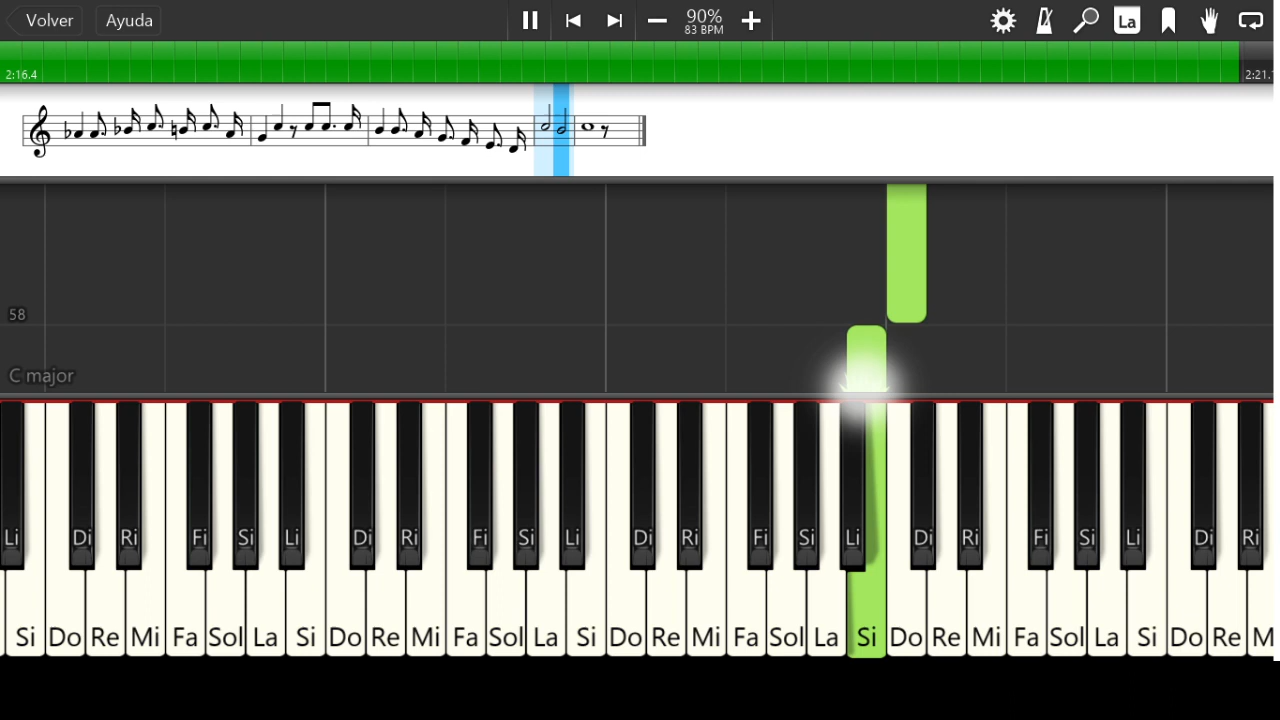 Volver Ayuda 90% La
83 BPM
2:16.4 2:21.
58
C major
Li Di Ri Fi Si Li Di Ri Fi Si Li Di Ri Fi Si Li Di Ri Fi Si Li Di Ri
Si Do Re Mi Fa Sol La Si Do Re Mi Fa Sol La Si Do Re Mi Fa Sol La Si Do Re Mi Fa Sol La Si Do Re M